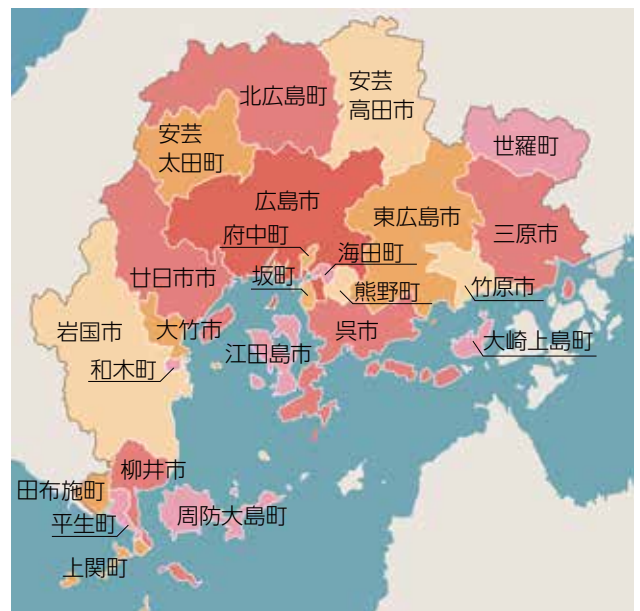 北広島町
安芸
高田市
安芸
太田町
世羅町
広島市
東広島市
三原市
府中町
海田町
廿日市市
坂町
熊野町
竹原市
岩国市
大竹市
江田島市
呉市
大崎上島町
和木町
柳井市
田布施町
平生町
周防大島町
上関町